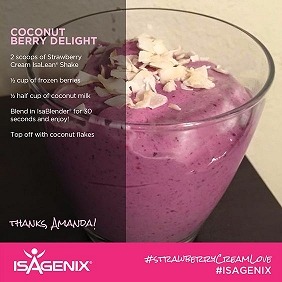 COCONUT
BERRY DELIGHT
2 scoops of Strawberry
Cream IsaLean® Shake
½ cup of frozen berries
½ half cup of coconut milk
Blend in IsaBlender® for 30
seconds and enjoy!
Top off with coconut flakes
THANKS, AMANDA!
ISAGENIX®
#STRAWBERRYCREAMLOVE
#ISAGENIX